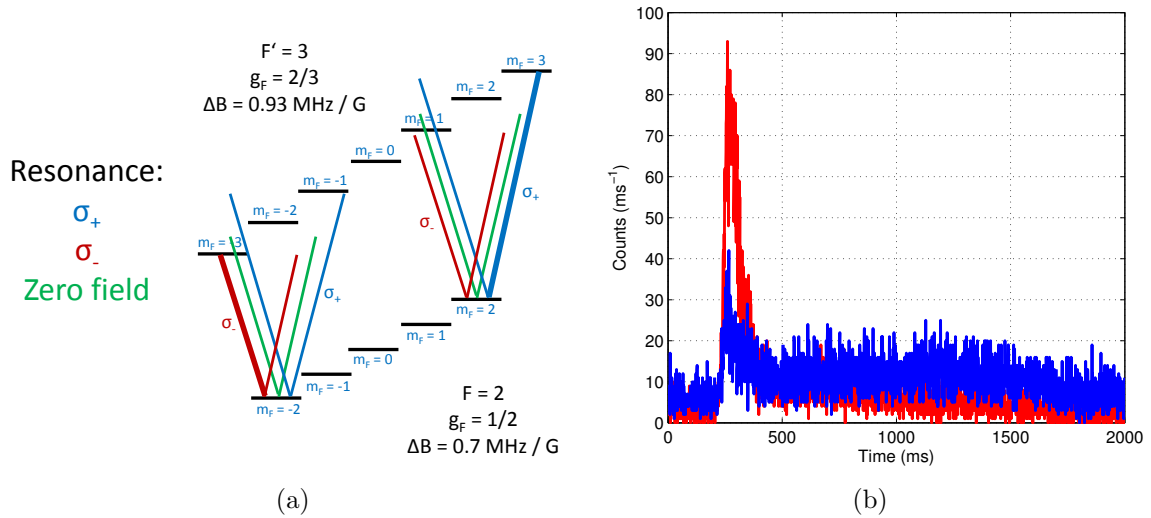 F‘ = 3
g_F = 2/3
ΔB = 0.93 MHz / G
Resonance:
σ₊
σ₋
Zero field
m_F = 3
m_F = 2
m_F = 1
m_F = 0
m_F = -1
m_F = -2
m_F = -3
σ₋
σ₊
σ₋
σ₊
m_F = 2
m_F = 1
m_F = 0
m_F = -1
m_F = -2
F = 2
g_F = 1/2
ΔB = 0.7 MHz / G
(a)
100
90
80
70
60
50
40
30
20
10
0
Counts (ms⁻¹)
0
500
1000
1500
2000
Time (ms)
(b)